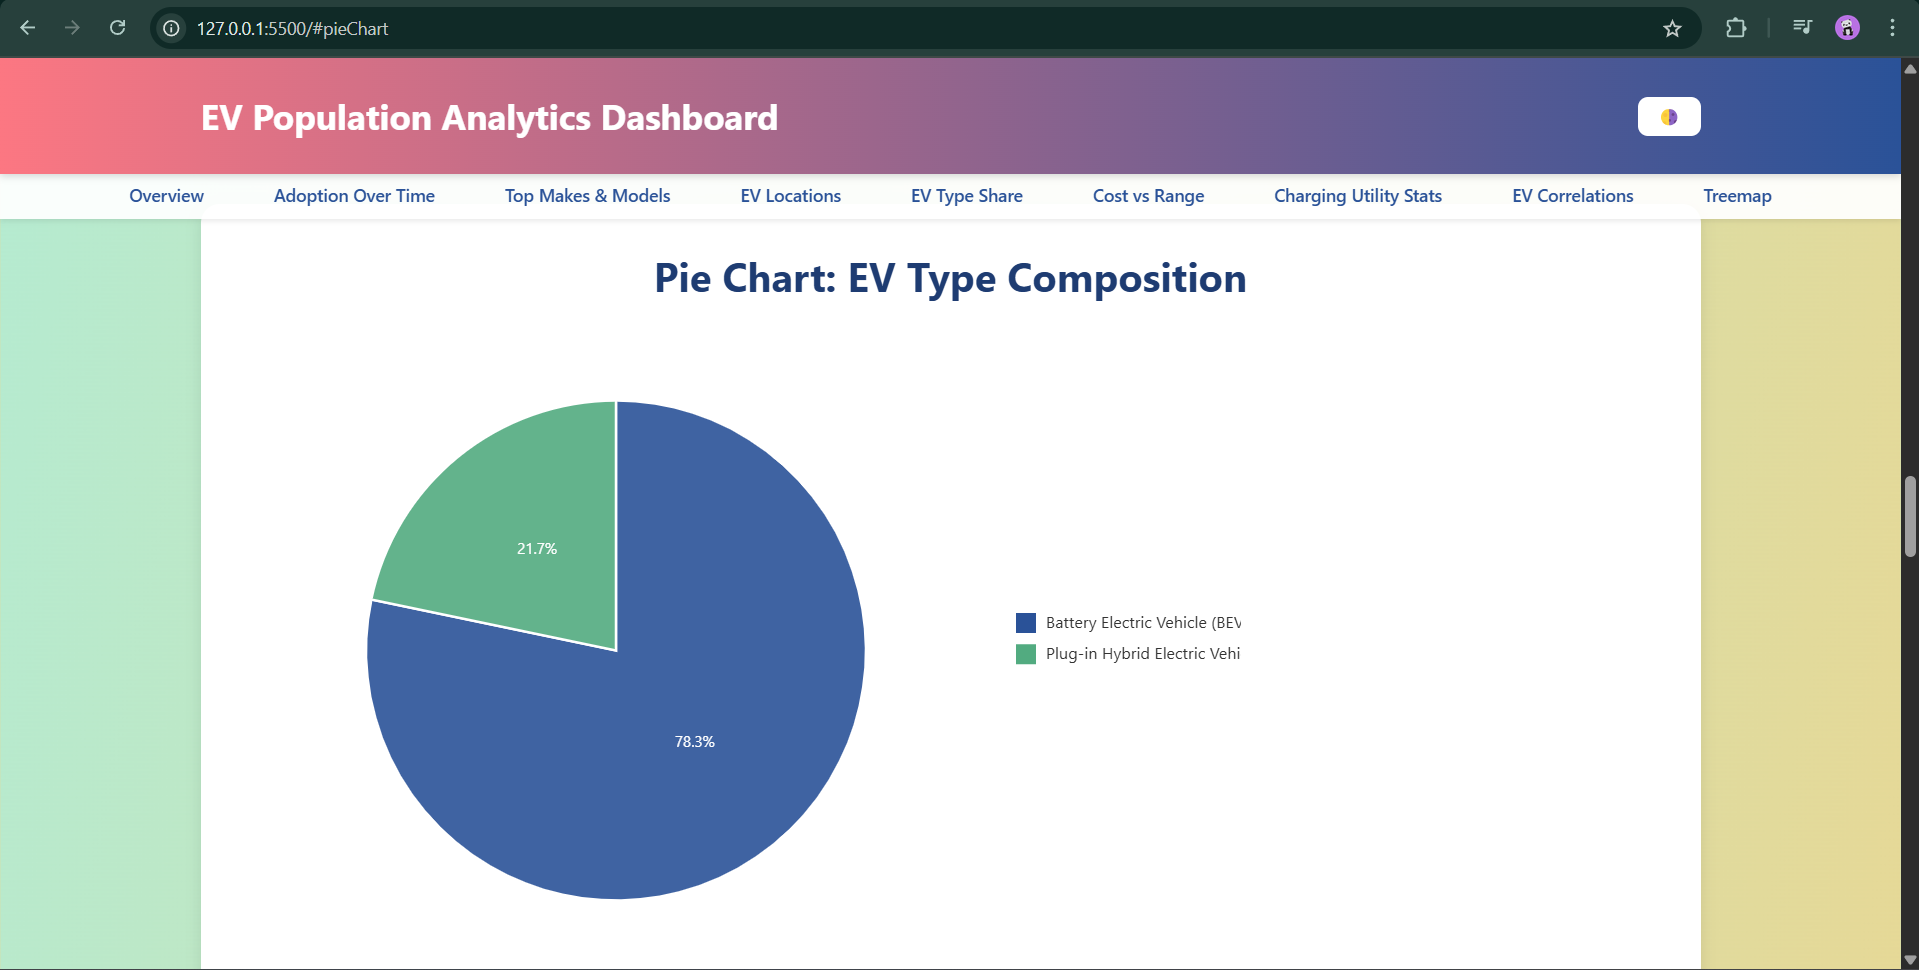 127.0.0.1:5500/#pieChart
EV Population Analytics Dashboard
Overview Adoption Over Time Top Makes & Models EV Locations EV Type Share Cost vs Range Charging Utility Stats EV Correlations Treemap
Pie Chart: EV Type Composition
21.7%
78.3%
Battery Electric Vehicle (BEV
Plug-in Hybrid Electric Vehi